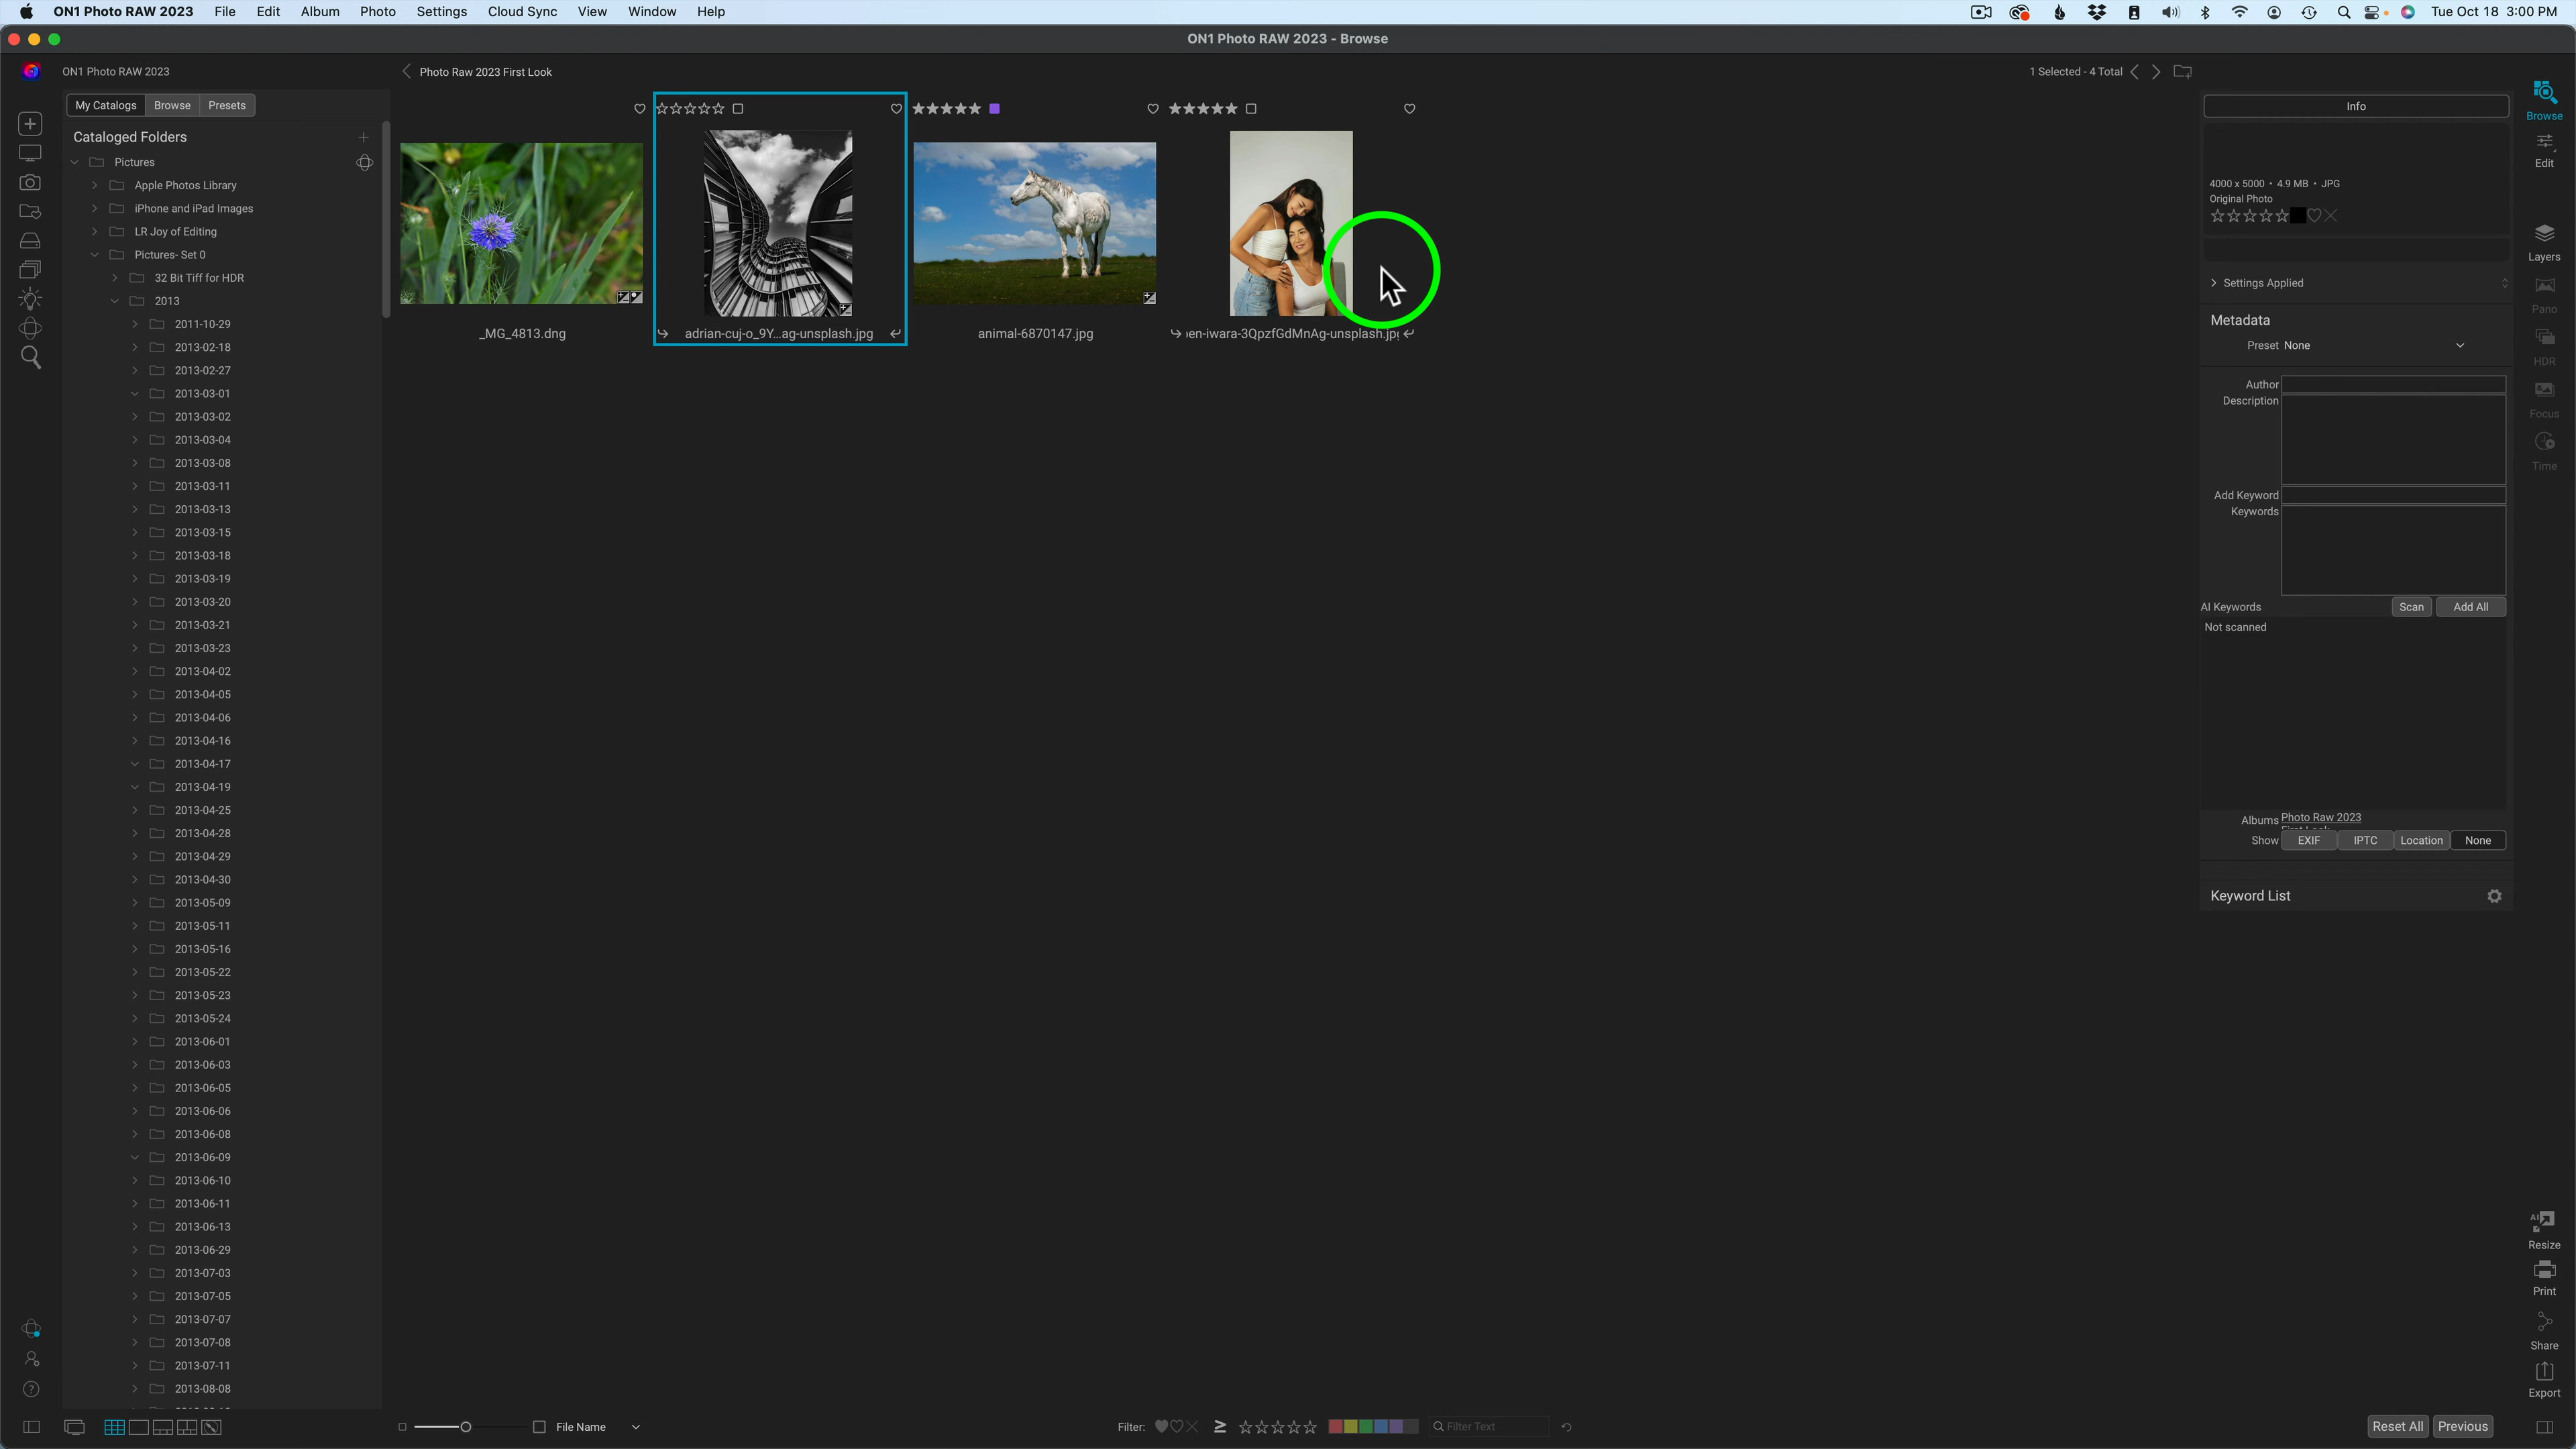 ON1 Photo RAW 2023 File Edit Album Photo Settings Cloud Sync View Window Help Tue Oct 18 3:00 PM
ON1 Photo RAW 2023 - Browse
ON1 Photo RAW 2023
Photo Raw 2023 First Look
1 Selected - 4 Total
My Catalogs Browse Presets
Cataloged Folders
Pictures
Apple Photos Library
iPhone and iPad Images
LR Joy of Editing
Pictures- Set 0
32 Bit Tiff for HDR
2013
2011-10-29
2013-02-18
2013-02-27
2013-03-01
2013-03-02
2013-03-04
2013-03-08
2013-03-11
2013-03-13
2013-03-15
2013-03-18
2013-03-19
2013-03-20
2013-03-21
2013-03-23
2013-04-02
2013-04-05
2013-04-06
2013-04-16
2013-04-17
2013-04-19
2013-04-25
2013-04-28
2013-04-29
2013-04-30
2013-05-09
2013-05-11
2013-05-16
2013-05-22
2013-05-23
2013-05-24
2013-06-01
2013-06-03
2013-06-05
2013-06-06
2013-06-08
2013-06-09
2013-06-10
2013-06-11
2013-06-13
2013-06-29
2013-07-03
2013-07-05
2013-07-07
2013-07-08
2013-07-11
2013-08-08
_MG_4813.dng
adrian-cuj-o_9Y...ag-unsplash.jpg
animal-6870147.jpg
en-iwara-3QpzfGdMnAg-unsplash.jpg
Info
4000 x 5000 • 4.9 MB • JPG
Original Photo
Settings Applied
Metadata
Preset None
Author
Description
Add Keyword
Keywords
AI Keywords Scan Add All
Not scanned
Albums Photo Raw 2023
First Look
Show EXIF IPTC Location None
Keyword List
Browse
Edit
Layers
Pano
HDR
Focus
Time
AI
Resize
Print
Share
Export
File Name
Filter:
Filter Text
Reset All Previous